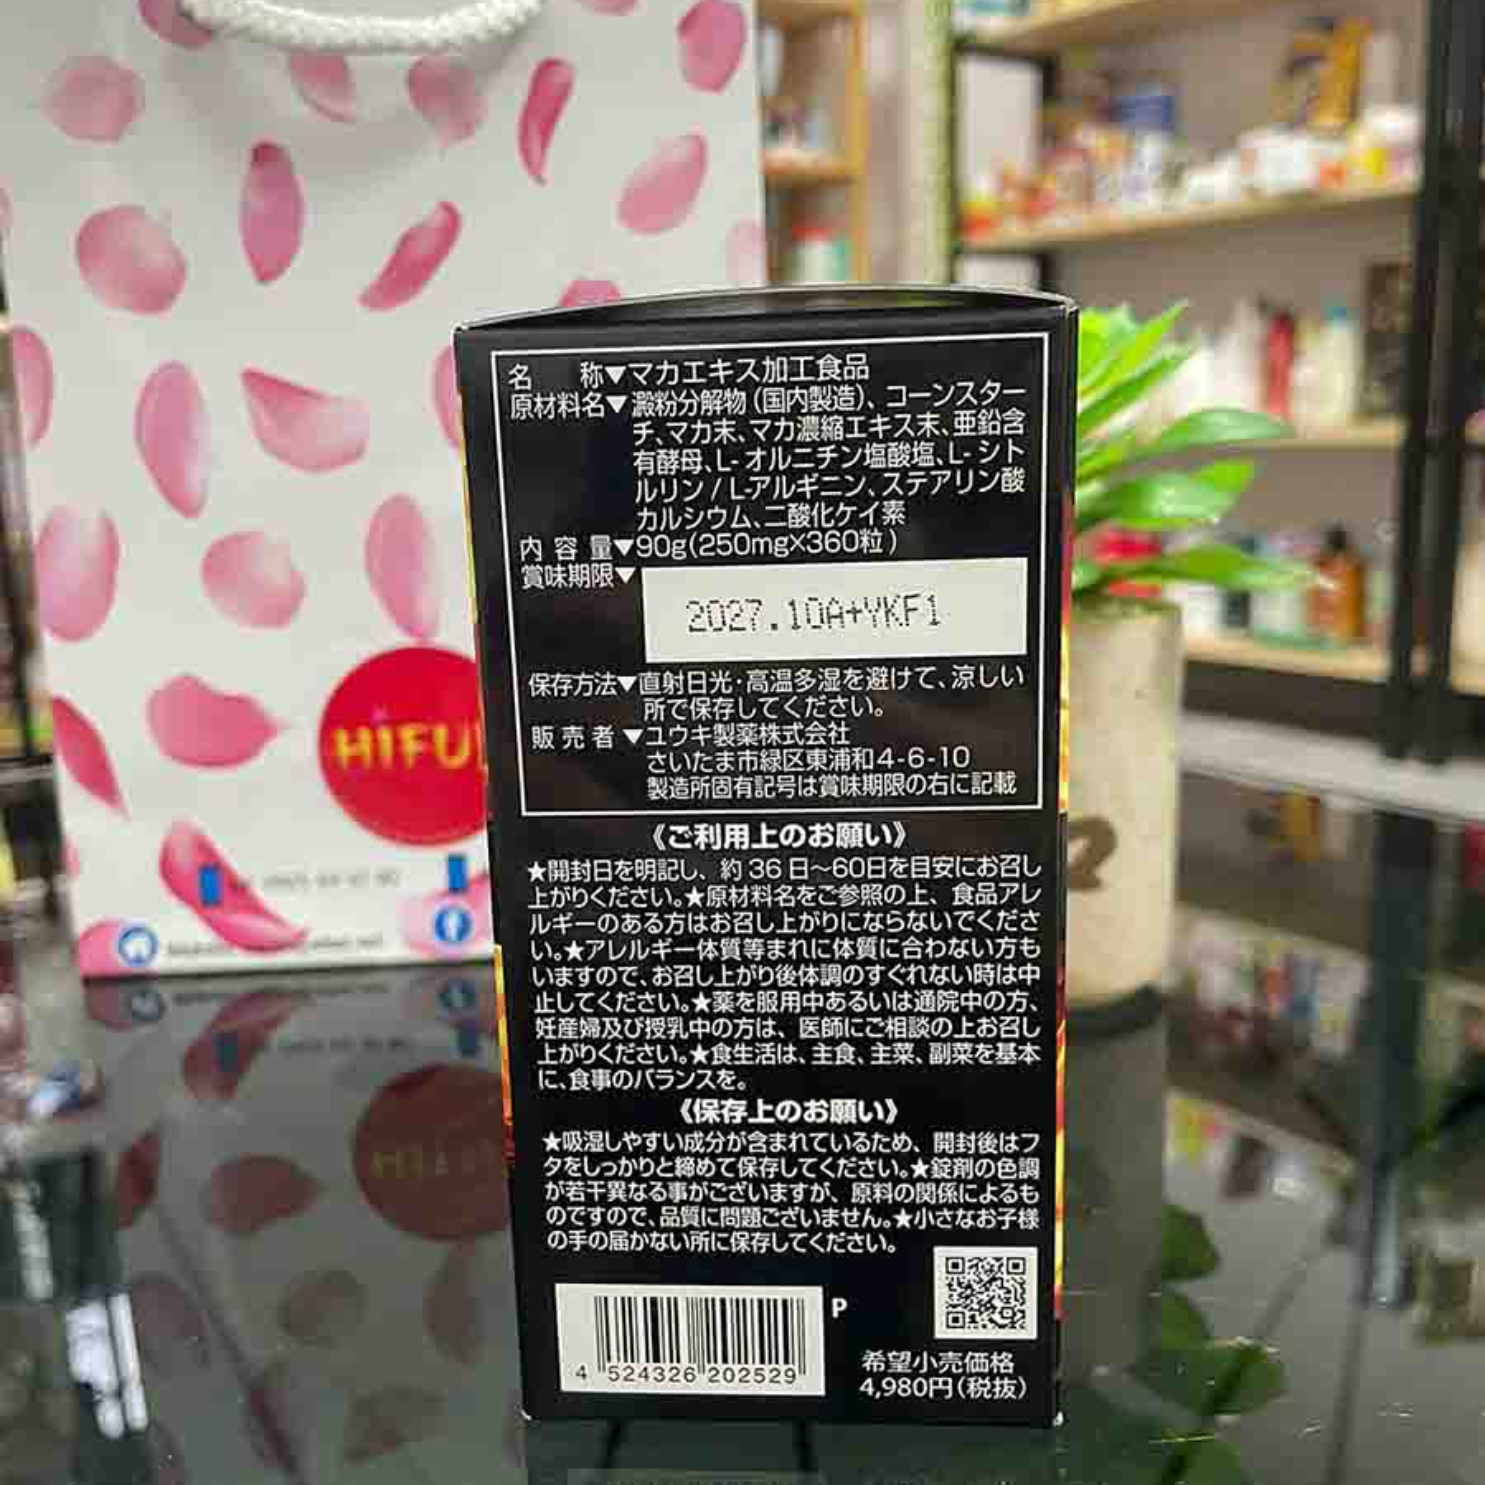 名 称▼マカエキス加工食品
原材料名▼澱粉分解物(国内製造)、コーンスター
チ、マカ末、マカ濃縮エキス末、亜鉛含
有酵母、L-オルニチン塩酸塩、L-シト
ルリン/L-アルギニン、ステアリン酸
カルシウム、二酸化ケイ素
内容量▼90g(250mg×360粒)
賞味期限▼
2027.10A+YKF1
保存方法▼直射日光・高温多湿を避けて、涼しい
所で保存してください。
販売者▼ユウキ製薬株式会社
さいたま市緑区東浦和4-6-10
製造所固有記号は賞味期限の右に記載
《ご利用上のお願い》
★開封日を明記し、約36日〜60日を目安にお召し
上がりください。★原材料名をご参照の上、食品アレ
ルギーのある方はお召し上がりにならないでくださ
い。★アレルギー体質等まれに体質に合わない方も
いますので、お召し上がり後体調のすぐれない時は中
止してください。★薬を服用中あるいは通院中の方、
妊産婦及び授乳中の方は、医師にご相談の上お召し
上がりください。★食生活は、主食、主菜、副菜を基本
に、食事のバランスを。
《保存上のお願い》
★吸湿しやすい成分が含まれているため、開封後はフ
タをしっかりと締めて保存してください。★錠剤の色調
が若干異なる事がございますが、原料の関係によるも
のですので、品質に問題ございません。★小さなお子様
の手の届かない所に保存してください。
4 524326 202529
P
希望小売価格
4,980円(税抜)
HIFU